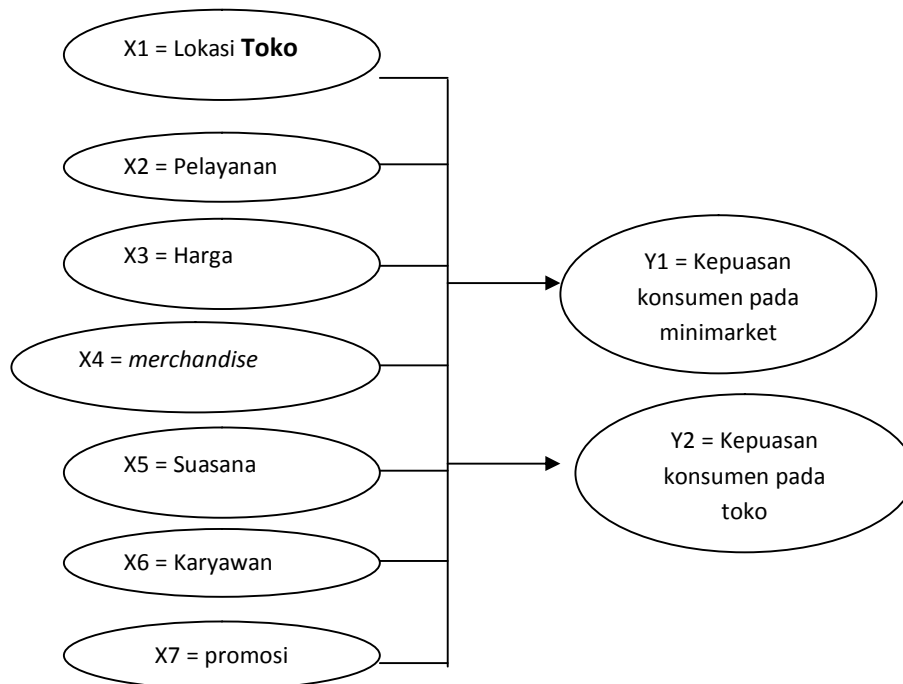 X1 = Lokasi Toko
X2 = Pelayanan
X3 = Harga
X4 = merchandise
X5 = Suasana
X6 = Karyawan
X7 = promosi
Y1 = Kepuasan
konsumen pada
minimarket
Y2 = Kepuasan
konsumen pada
toko